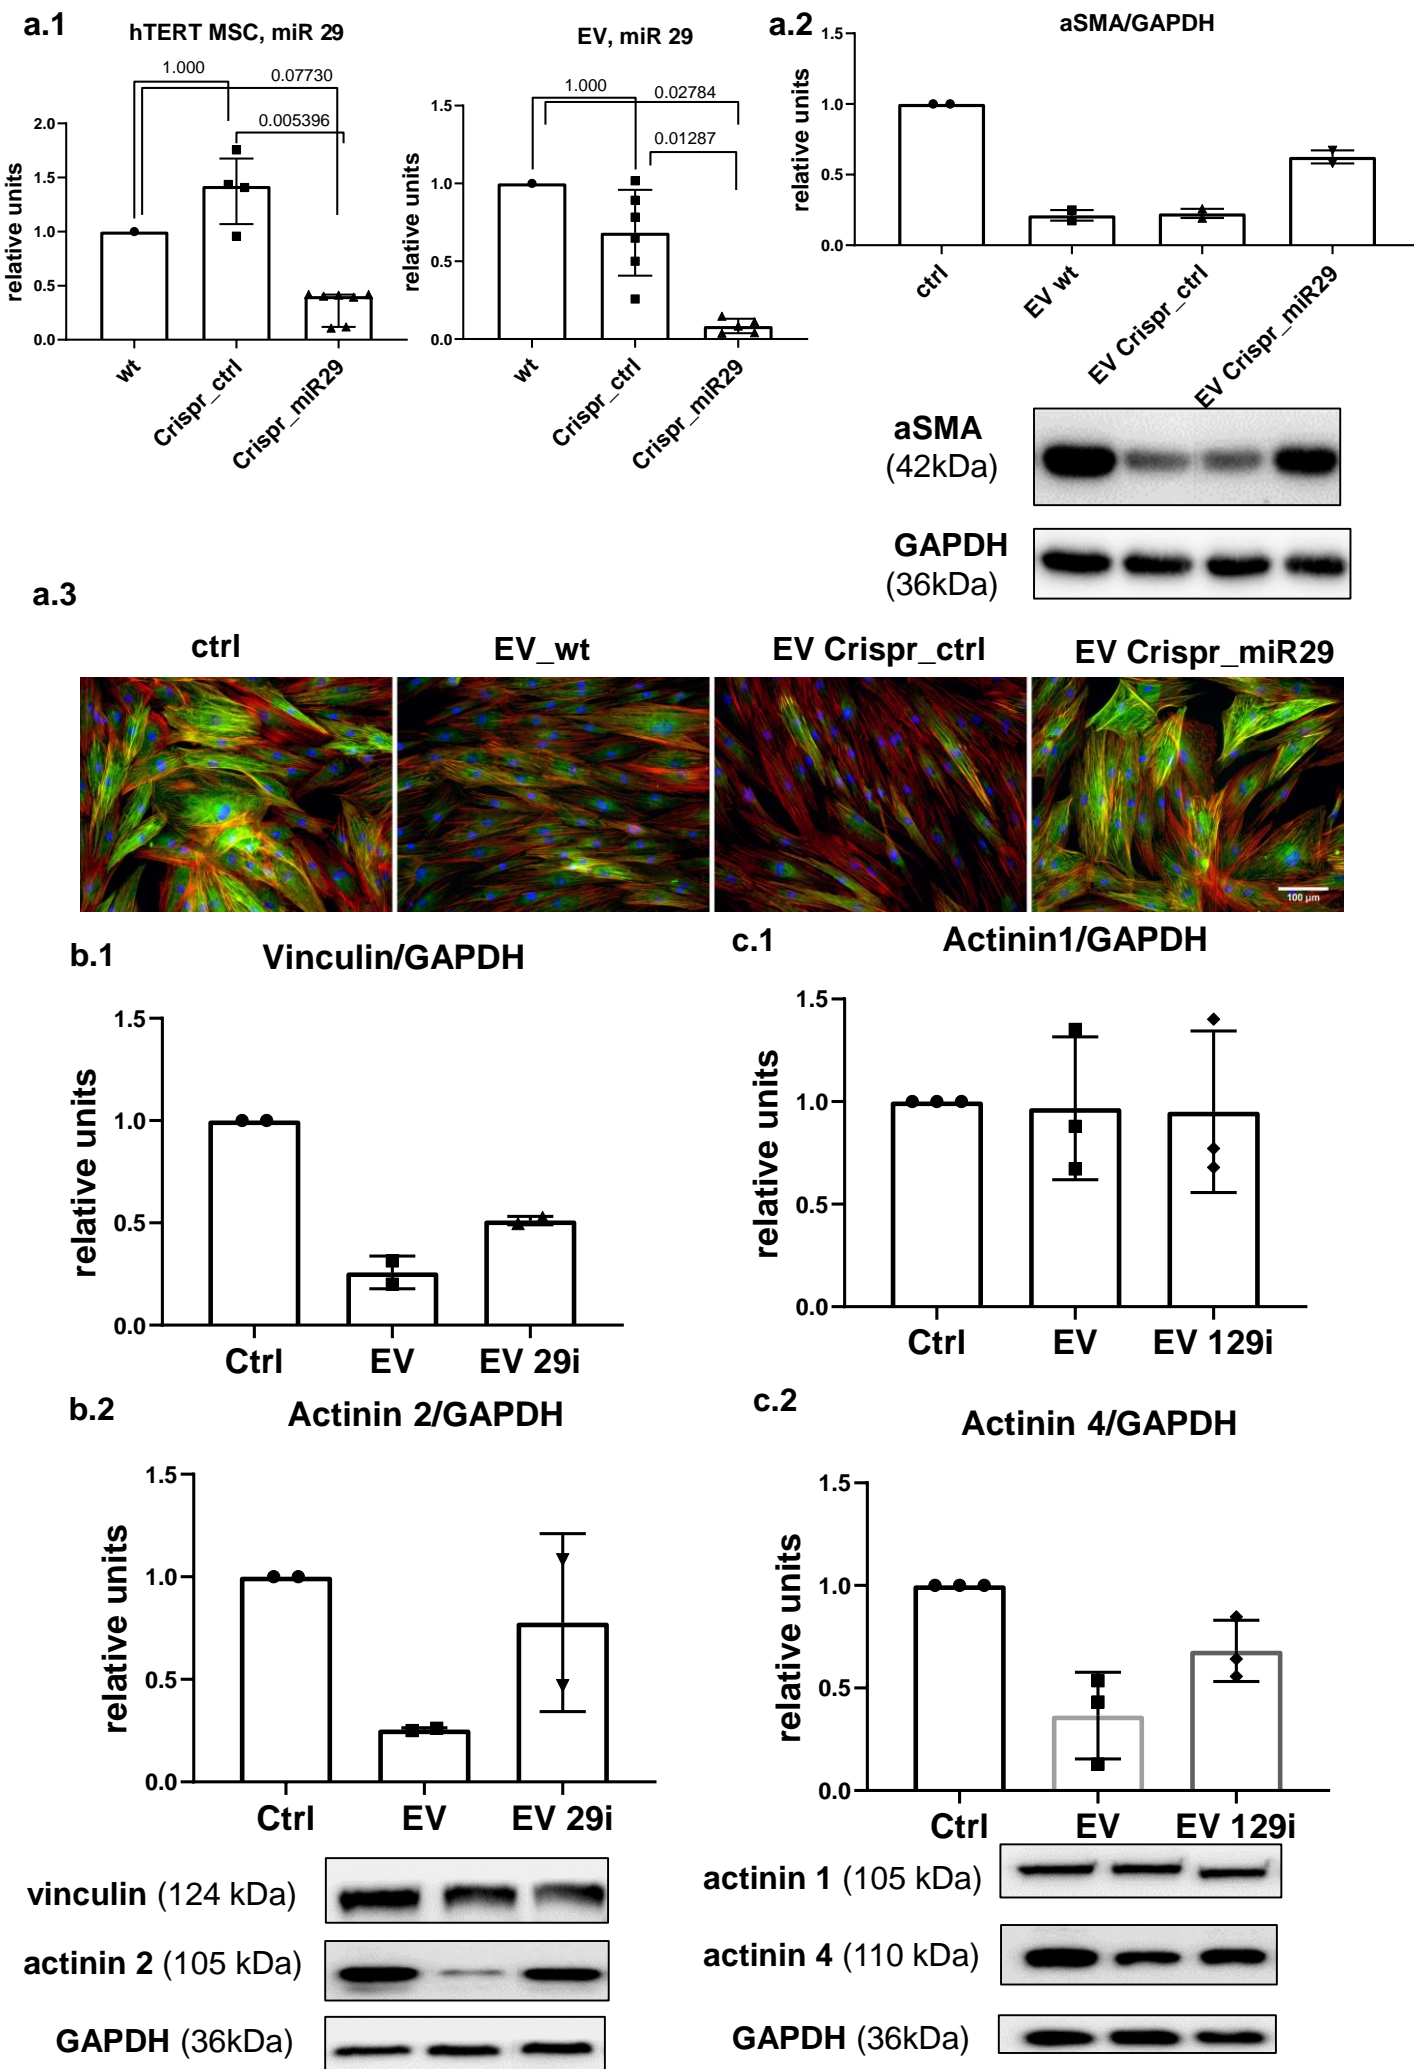 a.1
hTERT MSC, miR 29
1.000
0.07730
0.005396
relative units
2.0
1.5
1.0
0.5
0.0
wt
Crispr_ctrl
Crispr_miR29
EV, miR 29
1.000
0.02784
0.01287
relative units
1.5
1.0
0.5
0.0
wt
Crispr_ctrl
Crispr_miR29
a.2
aSMA/GAPDH
relative units
1.5
1.0
0.5
0.0
ctrl
EV wt
EV Crispr_ctrl
EV Crispr_miR29
aSMA
(42kDa)
GAPDH
(36kDa)
a.3
ctrl
EV_wt
EV Crispr_ctrl
EV Crispr_miR29
100 µm
b.1
Vinculin/GAPDH
relative units
1.5
1.0
0.5
0.0
Ctrl
EV
EV 29i
c.1
Actinin1/GAPDH
relative units
1.5
1.0
0.5
0.0
Ctrl
EV
EV 129i
b.2
Actinin 2/GAPDH
relative units
1.5
1.0
0.5
0.0
Ctrl
EV
EV 29i
vinculin (124 kDa)
actinin 2 (105 kDa)
GAPDH (36kDa)
c.2
Actinin 4/GAPDH
relative units
1.5
1.0
0.5
0.0
Ctrl
EV
EV 129i
actinin 1 (105 kDa)
actinin 4 (110 kDa)
GAPDH (36kDa)